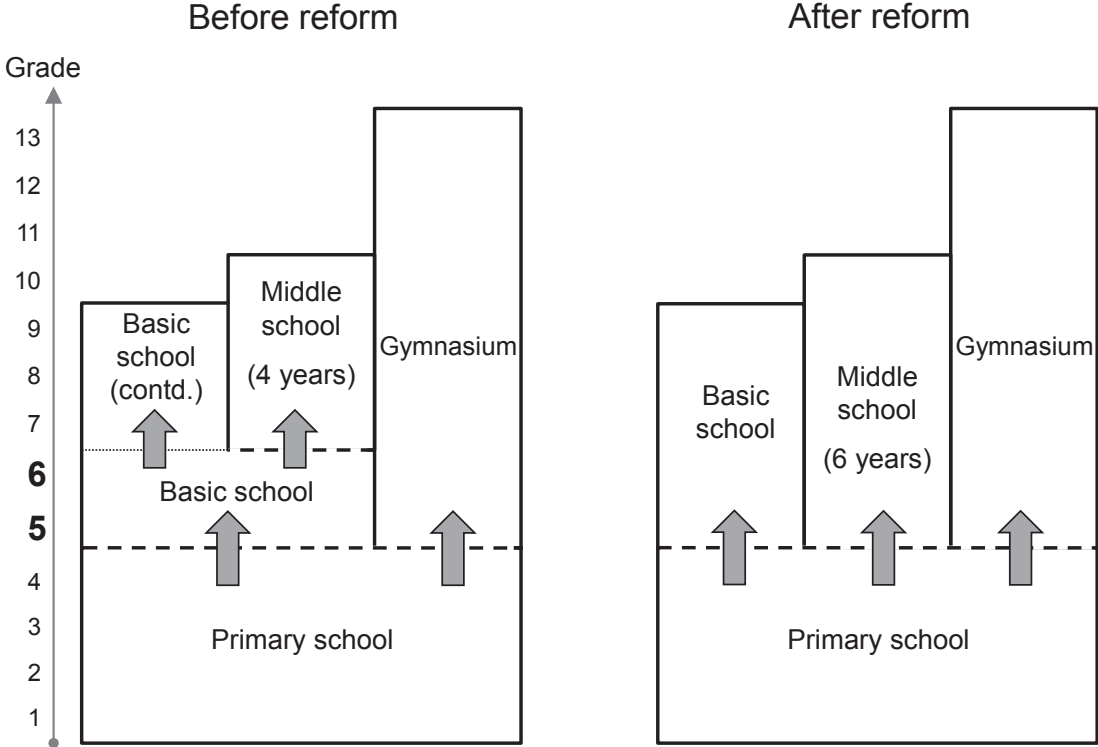 Before reform
After reform
Grade
13
12
11
10
9
8
7
6
5
4
3
2
1
Basic
school
(contd.)
Middle
school
(4 years)
Gymnasium
Basic school
Primary school
Basic
school
Middle
school
(6 years)
Gymnasium
Primary school